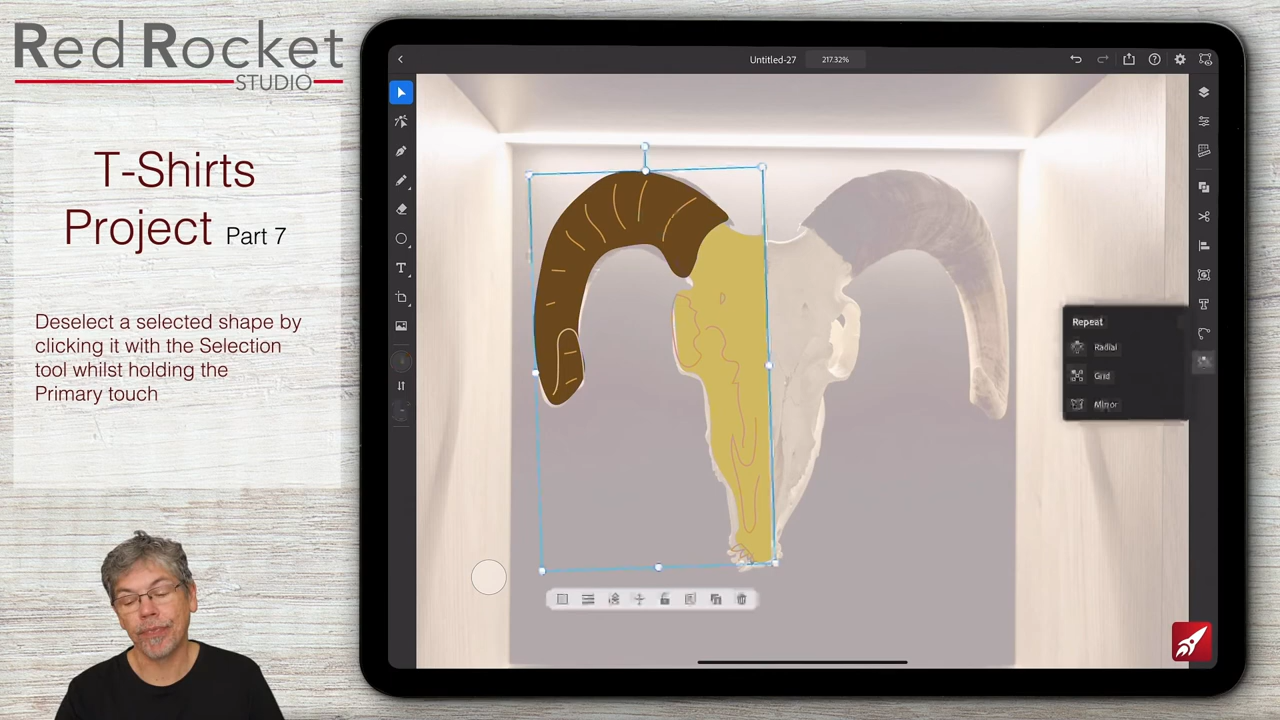 Red Rocket
STUDIO
T-Shirts
Project Part 7
Deselect a selected shape by
clicking it with the Selection
tool whilst holding the
Primary touch
Untitled-27
217.32%
Repeat
Radial
Grid
Mirror